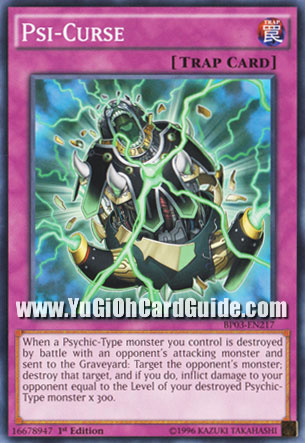 Psi-Curse
TRAP
罠
[Trap Card]
www.YuGiOhCardGuide.com
BP03-EN217
When a Psychic-Type monster you control is destroyed
by battle with an opponent's attacking monster and
sent to the Graveyard: Target the opponent's monster;
destroy that target, and if you do, inflict damage to your
opponent equal to the Level of your destroyed Psychic-
Type monster x 300.
16678947
1st Edition
©1996 KAZUKI TAKAHASHI